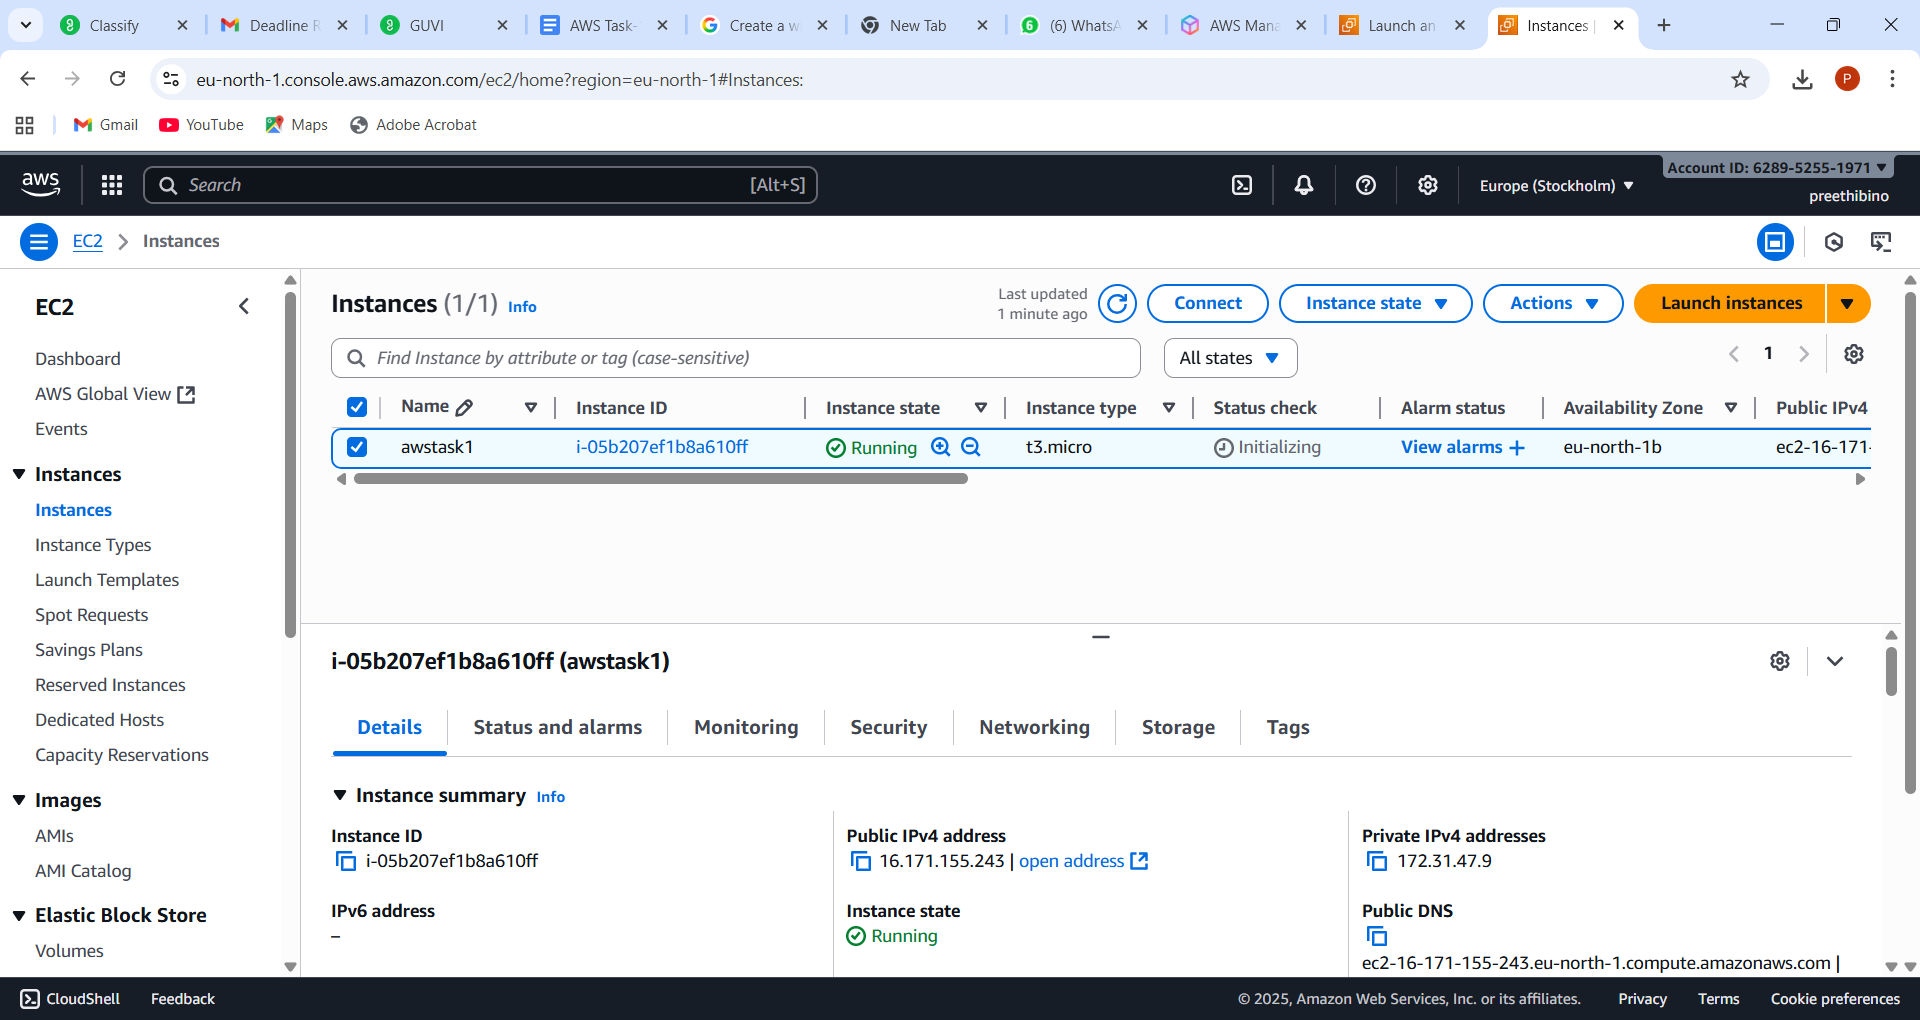 Classify
Deadline R
GUVI
AWS Task-
Create a w
New Tab
(6) WhatsA
AWS Mana
Launch an
Instances |
eu-north-1.console.aws.amazon.com/ec2/home?region=eu-north-1#Instances:
P
Gmail
YouTube
Maps
Adobe Acrobat
aws
Search
[Alt+S]
Europe (Stockholm)
Account ID: 6289-5255-1971
preethibino
EC2
Instances
EC2
Dashboard
AWS Global View
Events
Instances
Instances
Instance Types
Launch Templates
Spot Requests
Savings Plans
Reserved Instances
Dedicated Hosts
Capacity Reservations
Images
AMIs
AMI Catalog
Elastic Block Store
Volumes
Instances (1/1) Info
Last updated
1 minute ago
Connect
Instance state
Actions
Launch instances
Find Instance by attribute or tag (case-sensitive)
All states
1
Name
Instance ID
Instance state
Instance type
Status check
Alarm status
Availability Zone
Public IPv4
awstask1
i-05b207ef1b8a610ff
Running
t3.micro
Initializing
View alarms +
eu-north-1b
ec2-16-171-
i-05b207ef1b8a610ff (awstask1)
Details
Status and alarms
Monitoring
Security
Networking
Storage
Tags
Instance summary Info
Instance ID
i-05b207ef1b8a610ff
Public IPv4 address
16.171.155.243 | open address
Private IPv4 addresses
172.31.47.9
IPv6 address
–
Instance state
Running
Public DNS
ec2-16-171-155-243.eu-north-1.compute.amazonaws.com |
CloudShell
Feedback
© 2025, Amazon Web Services, Inc. or its affiliates.
Privacy
Terms
Cookie preferences